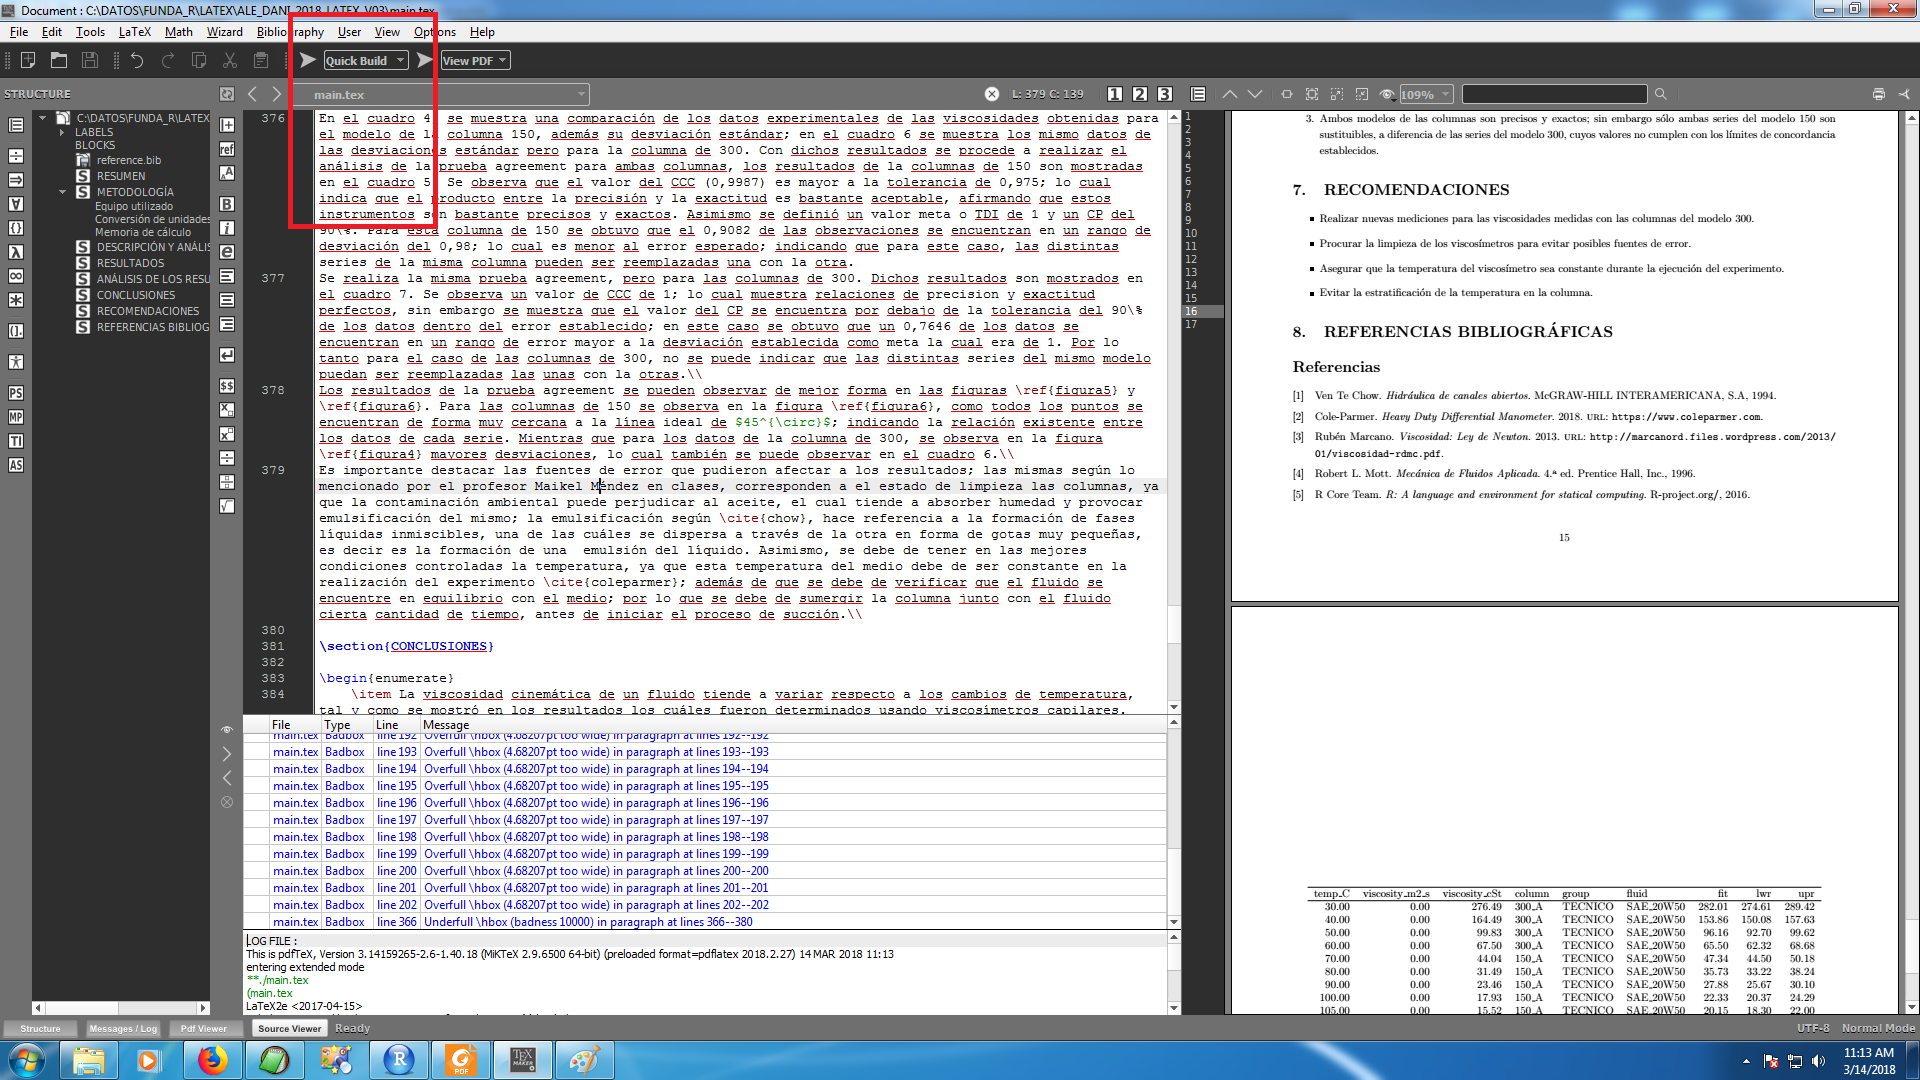 Document : C:\DATOS\FUNDA_R\LATEX\ALE_DANI_2018_LATEX_V03\main.tex
File Edit Tools LaTeX Math Wizard Bibliography User View Options Help
Quick Build View PDF
STRUCTURE
main.tex
L: 379 C: 139
1 2 3
109%
C:\DATOS\FUNDA_R\LATEX
LABELS
BLOCKS
reference.bib
RESUMEN
METODOLOGÍA
Equipo utilizado
Conversión de unidades
Memoria de cálculo
DESCRIPCIÓN Y ANÁLIS
RESULTADOS
ANÁLISIS DE LOS RESU
CONCLUSIONES
RECOMENDACIONES
REFERENCIAS BIBLIOG
376 En el cuadro 4 se muestra una comparación de los datos experimentales de las viscosidades obtenidas para
el modelo de la columna 150, además su desviación estándar; en el cuadro 6 se muestra los mismo datos de
las desviaciones estándar pero para la columna de 300. Con dichos resultados se procede a realizar el
análisis de la prueba agreement para ambas columnas, los resultados de la columnas de 150 son mostradas
en el cuadro 5. Se observa que el valor del CCC (0,9987) es mayor a la tolerancia de 0,975; lo cual
indica que el producto entre la precisión y la exactitud es bastante aceptable, afirmando que estos
instrumentos son bastante precisos y exactos. Asimismo se definió un valor meta o TDI de 1 y un CP del
90\%. Para esta columna de 150 se obtuvo que el 0,9082 de las observaciones se encuentran en un rango de
desviación del 0,98; lo cual es menor al error esperado; indicando que para este caso, las distintas
series de la misma columna pueden ser reemplazadas una con la otra.
377 Se realiza la misma prueba agreement, pero para las columnas de 300. Dichos resultados son mostrados en
el cuadro 7. Se observa un valor de CCC de 1; lo cual muestra relaciones de precision y exactitud
perfectos, sin embargo se muestra que el valor del CP se encuentra por debajo de la tolerancia del 90\%
de los datos dentro del error establecido; en este caso se obtuvo que un 0,7646 de los datos se
encuentran en un rango de error mayor a la desviación establecida como meta la cual era de 1. Por lo
tanto para el caso de las columnas de 300, no se puede indicar que las distintas series del mismo modelo
puedan ser reemplazadas las unas con la otras.\\
378 Los resultados de la prueba agreement se pueden observar de mejor forma en las figuras \ref{figura5} y
\ref{figura6}. Para las columnas de 150 se observa en la figura \ref{figura6}, como todos los puntos se
encuentran de forma muy cercana a la línea ideal de $45^{\circ}$; indicando la relación existente entre
los datos de cada serie. Mientras que para los datos de la columna de 300, se observa en la figura
\ref{figura4} mayores desviaciones, lo cual también se puede observar en el cuadro 6.\\
379 Es importante destacar las fuentes de error que pudieron afectar a los resultados; las mismas según lo
mencionado por el profesor Maikel Méndez en clases, corresponden a el estado de limpieza las columnas, ya
que la contaminación ambiental puede perjudicar al aceite, el cual tiende a absorber humedad y provocar
emulsificación del mismo; la emulsificación según \cite{chow}, hace referencia a la formación de fases
líquidas inmiscibles, una de las cuáles se dispersa a través de la otra en forma de gotas muy pequeñas,
es decir es la formación de una emulsión del líquido. Asimismo, se debe de tener en las mejores
condiciones controladas la temperatura, ya que esta temperatura del medio debe de ser constante en la
realización del experimento \cite{coleparmer}; además de que se debe de verificar que el fluido se
encuentre en equilibrio con el medio; por lo que se debe de sumergir la columna junto con el fluido
cierta cantidad de tiempo, antes de iniciar el proceso de succión.\\
380
381 \section{CONCLUSIONES}
382
383 \begin{enumerate}
384 \item La viscosidad cinemática de un fluido tiende a variar respecto a los cambios de temperatura,
tal y como se mostró en los resultados los cuáles fueron determinados usando viscosímetros capilares.
File Type Line Message
main.tex Badbox line 192 Overfull \hbox (4.68207pt too wide) in paragraph at lines 192--192
main.tex Badbox line 193 Overfull \hbox (4.68207pt too wide) in paragraph at lines 193--193
main.tex Badbox line 194 Overfull \hbox (4.68207pt too wide) in paragraph at lines 194--194
main.tex Badbox line 195 Overfull \hbox (4.68207pt too wide) in paragraph at lines 195--195
main.tex Badbox line 196 Overfull \hbox (4.68207pt too wide) in paragraph at lines 196--196
main.tex Badbox line 197 Overfull \hbox (4.68207pt too wide) in paragraph at lines 197--197
main.tex Badbox line 198 Overfull \hbox (4.68207pt too wide) in paragraph at lines 198--198
main.tex Badbox line 199 Overfull \hbox (4.68207pt too wide) in paragraph at lines 199--199
main.tex Badbox line 200 Overfull \hbox (4.68207pt too wide) in paragraph at lines 200--200
main.tex Badbox line 201 Overfull \hbox (4.68207pt too wide) in paragraph at lines 201--201
main.tex Badbox line 202 Overfull \hbox (4.68207pt too wide) in paragraph at lines 202--202
main.tex Badbox line 366 Underfull \hbox (badness 10000) in paragraph at lines 366--380
LOG FILE :
This is pdfTeX, Version 3.14159265-2.6-1.40.18 (MiKTeX 2.9.6500 64-bit) (preloaded format=pdflatex 2018.2.27) 14 MAR 2018 11:13
entering extended mode
**./main.tex
(main.tex
LaTeX2e <2017-04-15>
1
2
3
4
5
6
7
8
9
10
11
12
13
14
15
16
17
3. Ambos modelos de las columnas son precisos y exactos; sin embargo sólo ambas series del modelo 150 son
sustituibles, a diferencia de las series del modelo 300, cuyos valores no cumplen con los límites de concordancia
establecidos.
7. RECOMENDACIONES
Realizar nuevas mediciones para las viscosidades medidas con las columnas del modelo 300.
Procurar la limpieza de los viscosímetros para evitar posibles fuentes de error.
Asegurar que la temperatura del viscosímetro sea constante durante la ejecución del experimento.
Evitar la estratificación de la temperatura en la columna.
8. REFERENCIAS BIBLIOGRÁFICAS
Referencias
[1] Ven Te Chow. Hidráulica de canales abiertos. McGRAW-HILL INTERAMERICANA, S.A, 1994.
[2] Cole-Parmer. Heavy Duty Differential Manometer. 2018. URL: https://www.coleparmer.com.
[3] Rubén Marcano. Viscosidad: Ley de Newton. 2013. URL: http://marcanord.files.wordpress.com/2013/
01/viscosidad-rdmc.pdf.
[4] Robert L. Mott. Mecánica de Fluidos Aplicada. 4.ª ed. Prentice Hall, Inc., 1996.
[5] R Core Team. R: A language and environment for statical computing. R-project.org/, 2016.
15
temp_C viscosity_m2_s viscosity_cSt column group fluid fit lwr upr
30.00 0.00 276.49 300_A TECNICO SAE_20W50 282.01 274.61 289.42
40.00 0.00 164.49 300_A TECNICO SAE_20W50 153.86 150.08 157.63
50.00 0.00 99.83 300_A TECNICO SAE_20W50 96.16 92.70 99.62
60.00 0.00 67.50 300_A TECNICO SAE_20W50 65.50 62.32 68.68
70.00 0.00 44.04 150_A TECNICO SAE_20W50 47.34 44.50 50.18
80.00 0.00 31.49 150_A TECNICO SAE_20W50 35.73 33.22 38.24
90.00 0.00 23.46 150_A TECNICO SAE_20W50 27.88 25.67 30.10
100.00 0.00 17.93 150_A TECNICO SAE_20W50 22.33 20.37 24.29
105.00 0.00 15.52 150_A TECNICO SAE_20W50 20.15 18.30 22.00
Structure Messages / Log Pdf Viewer Source Viewer Ready
UTF-8 Normal Mode
11:13 AM
3/14/2018